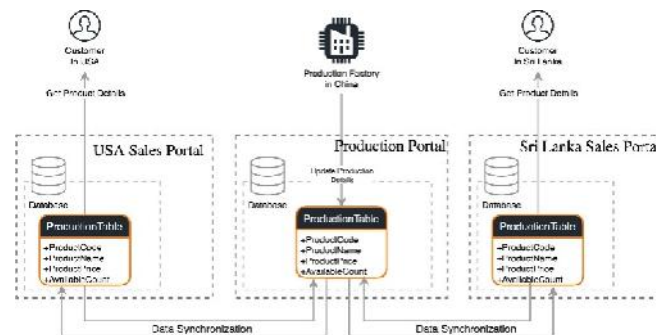 Customer
in USA
Get Product Details
Production Factory
in China
Customer
in Sri Lanka
Get Product Details
USA Sales Portal
Database
ProductionTable
+ProductCode
+ProductName
+ProductPrice
+AvailableCount
Production Portal
Update Production
Details
Database
ProductionTable
+ProductCode
+ProductName
+ProductPrice
+AvailableCount
Sri Lanka Sales Portal
Database
ProductionTable
+ProductCode
+ProductName
+ProductPrice
+AvailableCount
Data Synchronization
Data Synchronization